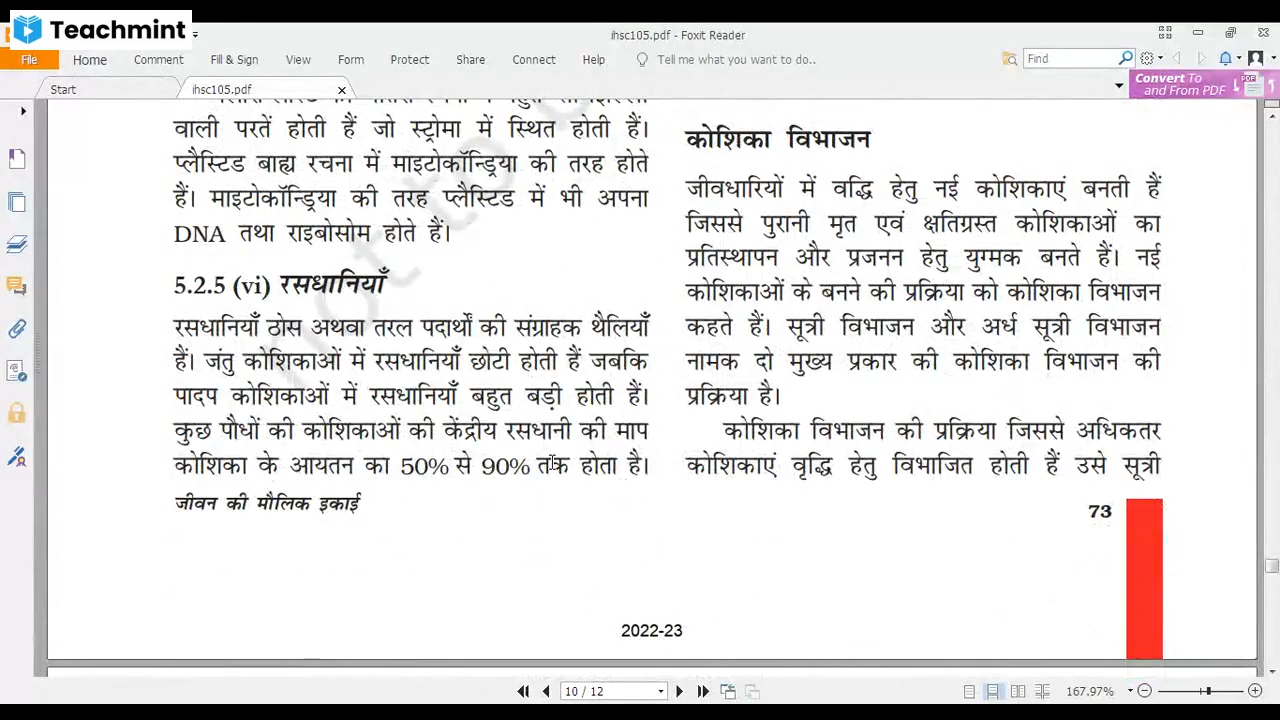 Teachmint
ihsc105.pdf - Foxit Reader
File Home Comment Fill & Sign View Form Protect Share Connect Help Tell me what you want to do.. Find
Start ihsc105.pdf
Convert To
and From PDF
वाली परतें होती हैं जो स्ट्रोमा में स्थित होती हैं।
प्लैस्टिड बाह्य रचना में माइटोकॉन्ड्रिया की तरह होते
हैं। माइटोकॉन्ड्रिया की तरह प्लैस्टिड में भी अपना
DNA तथा राइबोसोम होते हैं।
5.2.5 (vi) रसधानियाँ
रसधानियाँ ठोस अथवा तरल पदार्थों की संग्राहक थैलियाँ
हैं। जंतु कोशिकाओं में रसधानियाँ छोटी होती हैं जबकि
पादप कोशिकाओं में रसधानियाँ बहुत बड़ी होती हैं।
कुछ पौधों की कोशिकाओं की केंद्रीय रसधानी की माप
कोशिका के आयतन का 50% से 90% तक होता है।
जीवन की मौलिक इकाई
कोशिका विभाजन
जीवधारियों में वद्धि हेतु नई कोशिकाएं बनती हैं
जिससे पुरानी मृत एवं क्षतिग्रस्त कोशिकाओं का
प्रतिस्थापन और प्रजनन हेतु युग्मक बनते हैं। नई
कोशिकाओं के बनने की प्रक्रिया को कोशिका विभाजन
कहते हैं। सूत्री विभाजन और अर्ध सूत्री विभाजन
नामक दो मुख्य प्रकार की कोशिका विभाजन की
प्रक्रिया है।
कोशिका विभाजन की प्रक्रिया जिससे अधिकतर
कोशिकाएं वृद्धि हेतु विभाजित होती हैं उसे सूत्री
73
2022-23
not to b
10 / 12
167.97%